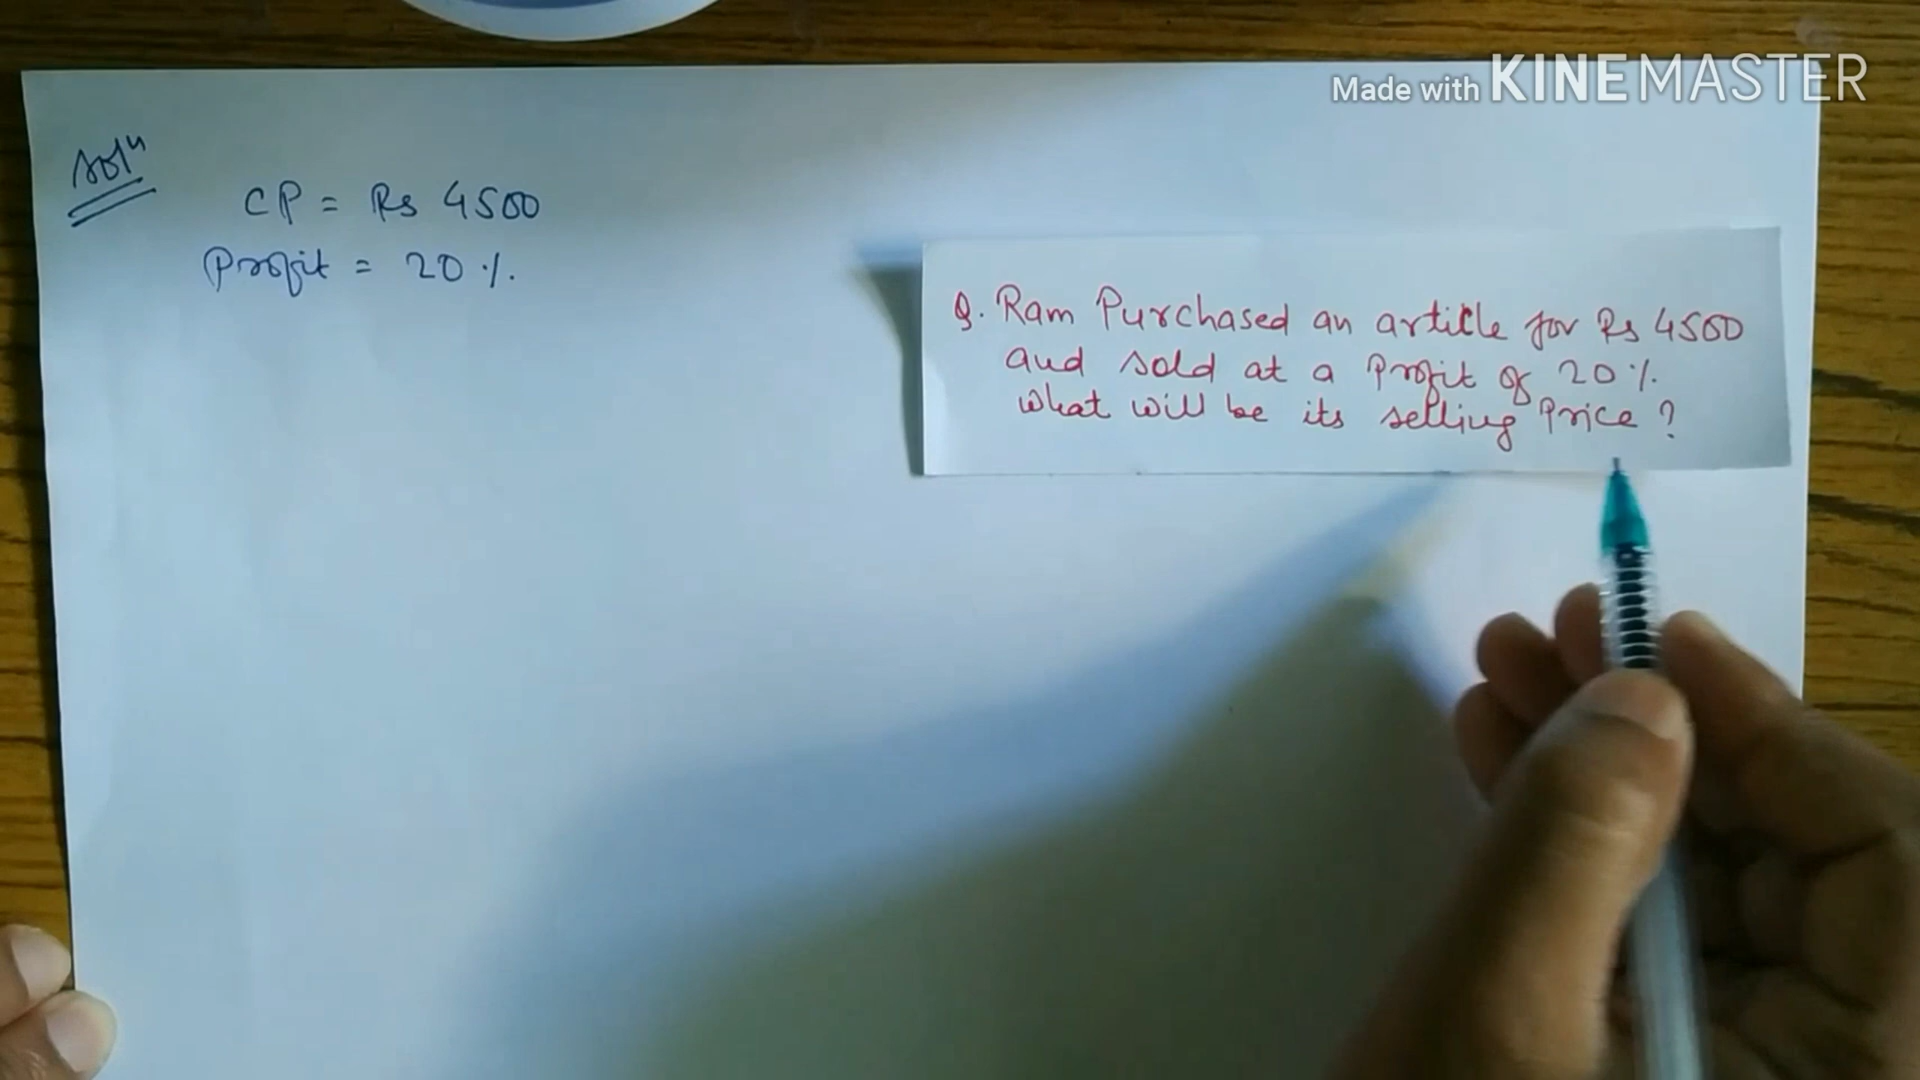 Made with KINEMASTER
Solⁿ
CP = Rs 4500
Profit = 20 %.
Q. Ram Purchased an article for Rs 4500
and sold at a Profit of 20 %.
what will be its selling Price ?